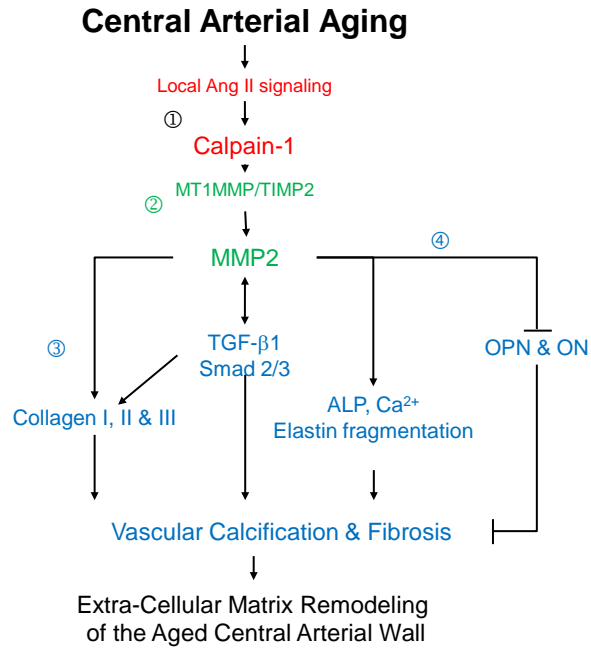 Central Arterial Aging
Local Ang II signaling
①
Calpain-1
② MT1MMP/TIMP2
④
MMP2
③
TGF-β1
Smad 2/3
OPN & ON
Collagen I, II & III
ALP, Ca²⁺
Elastin fragmentation
Vascular Calcification & Fibrosis
Extra-Cellular Matrix Remodeling
of the Aged Central Arterial Wall